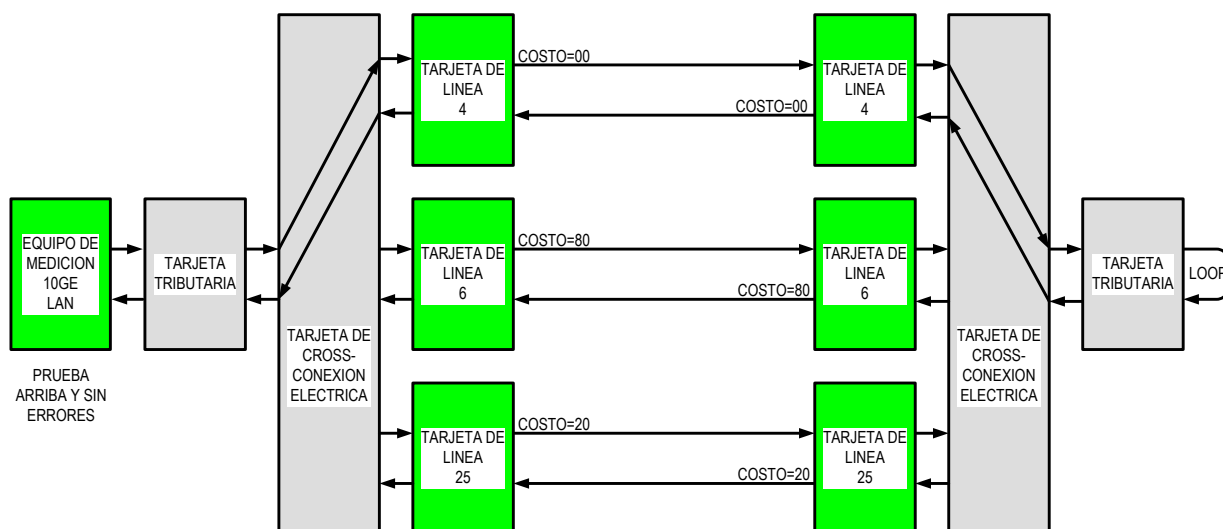 EQUIPO DE
MEDICION
10GE
LAN
PRUEBA
ARRIBA Y SIN
ERRORES
TARJETA
TRIBUTARIA
TARJETA DE
CROSS-
CONEXION
ELECTRICA
TARJETA DE
LINEA
4
COSTO=00
COSTO=00
TARJETA DE
LINEA
4
TARJETA DE
LINEA
6
COSTO=80
COSTO=80
TARJETA DE
LINEA
6
TARJETA DE
LINEA
25
COSTO=20
COSTO=20
TARJETA DE
LINEA
25
TARJETA DE
CROSS-
CONEXION
ELECTRICA
TARJETA
TRIBUTARIA
LOOP